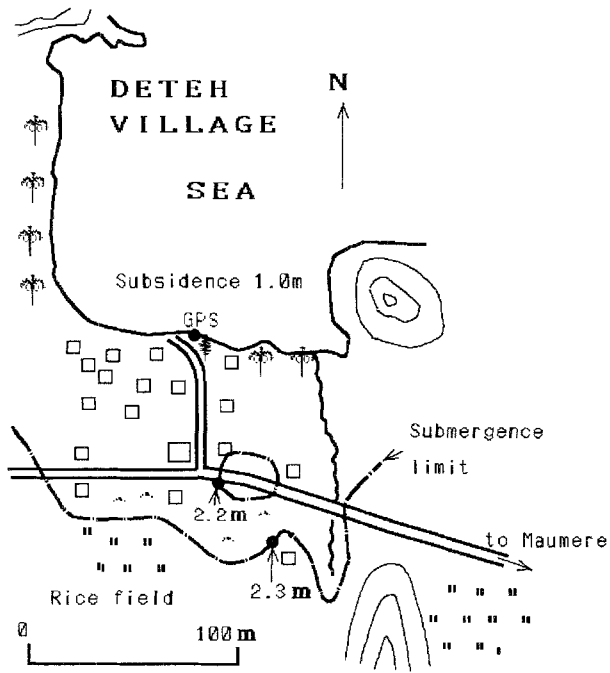 DETEH
VILLAGE
N
SEA
Subsidence 1.0m
GPS
Submergence
limit
2.2m
to Maumere
2.3m
Rice field
0
100m